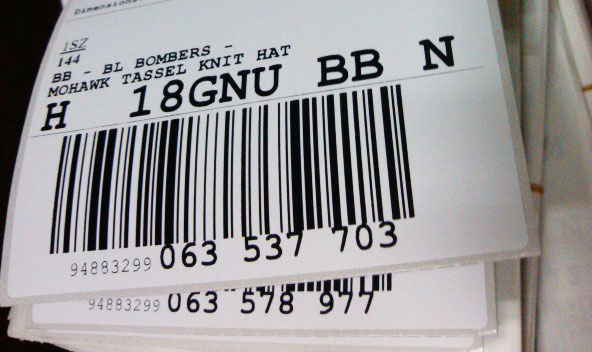 Dimensions:
1SZ
144
BB - BL BOMBERS -
MOHAWK TASSEL KNIT HAT
H 18GNU BB N
94883299 063 537 703
94883299 063 578 977